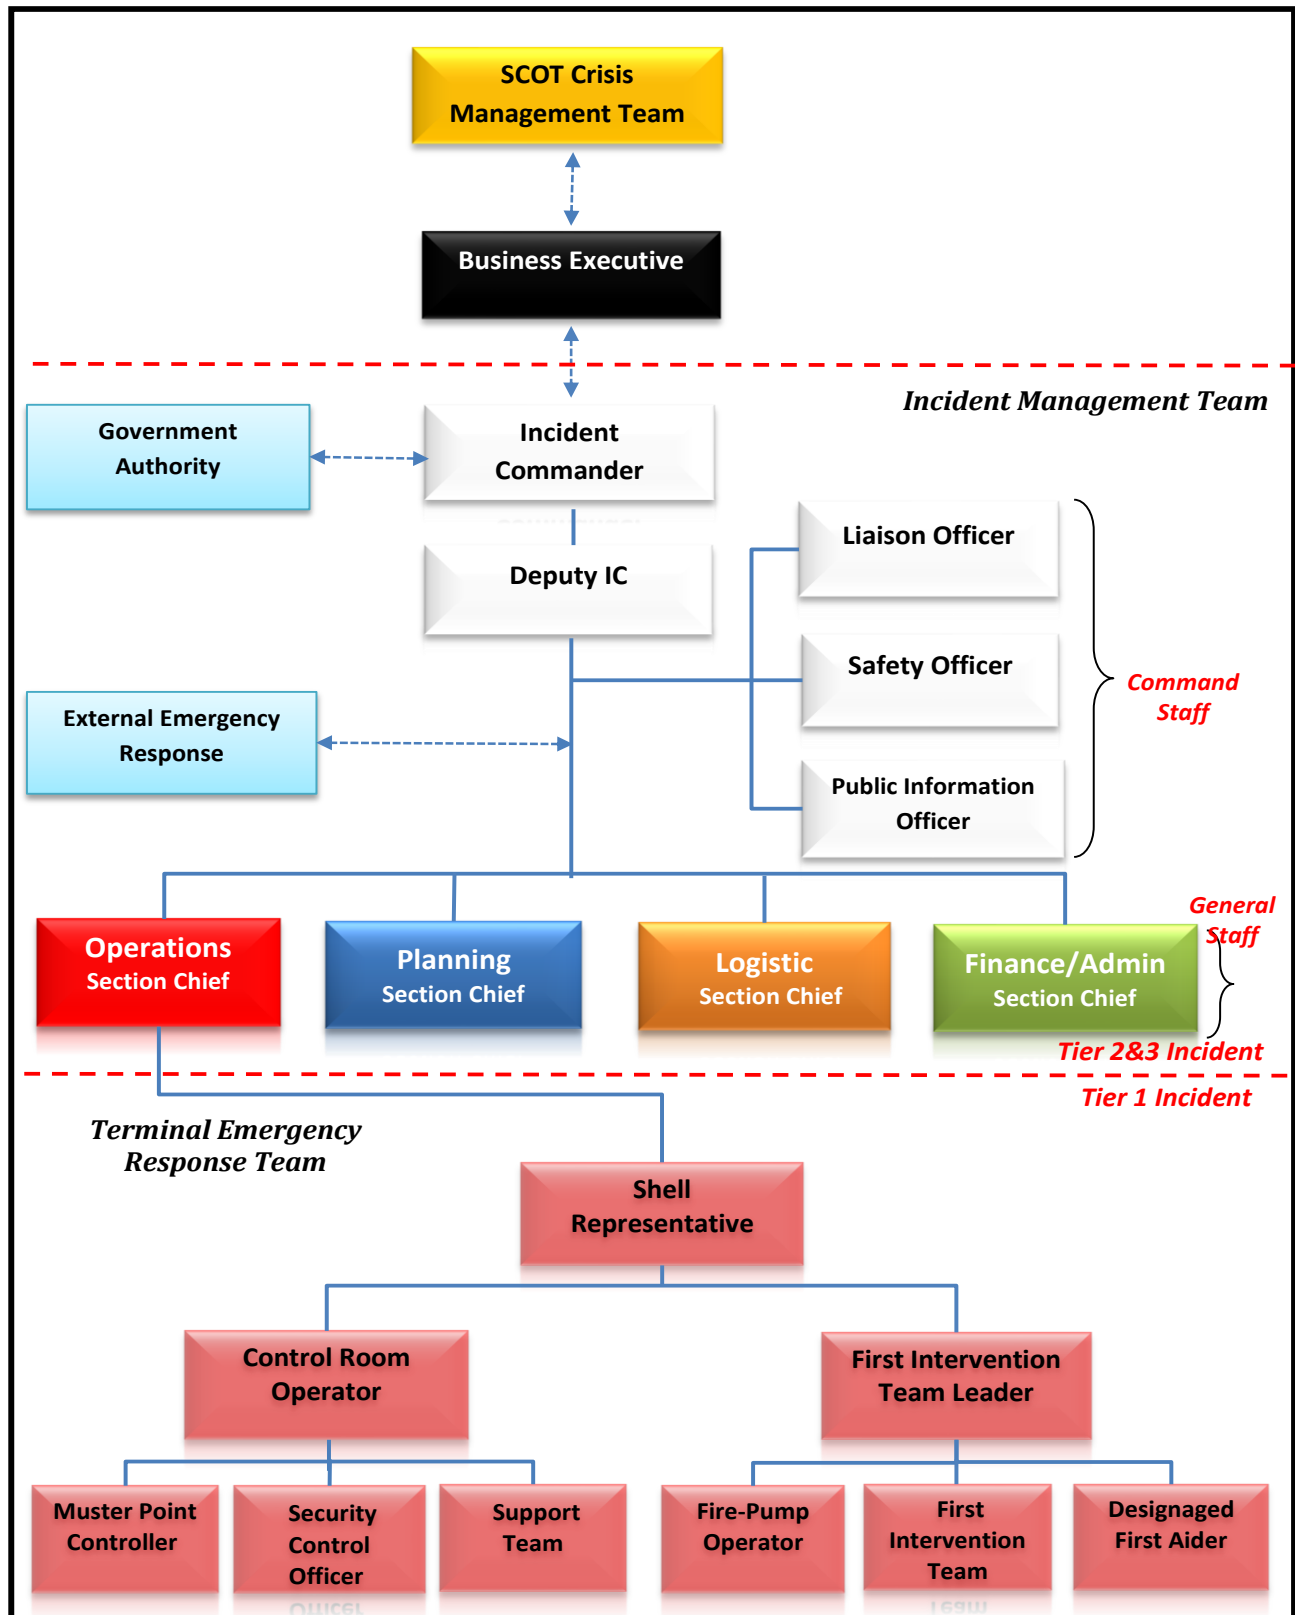 SCOT Crisis
Management Team
Business Executive
Incident Management Team
Government
Authority
Incident
Commander
Liaison Officer
Deputy IC
Safety Officer
Command
Staff
External Emergency
Response
Public Information
Officer
General
Staff
Operations
Section Chief
Planning
Section Chief
Logistic
Section Chief
Finance/Admin
Section Chief
Tier 2&3 Incident
Tier 1 Incident
Terminal Emergency
Response Team
Shell
Representative
Control Room
Operator
First Intervention
Team Leader
Muster Point
Controller
Security
Control
Officer
Support
Team
Fire-Pump
Operator
First
Intervention
Team
Designaged
First Aider